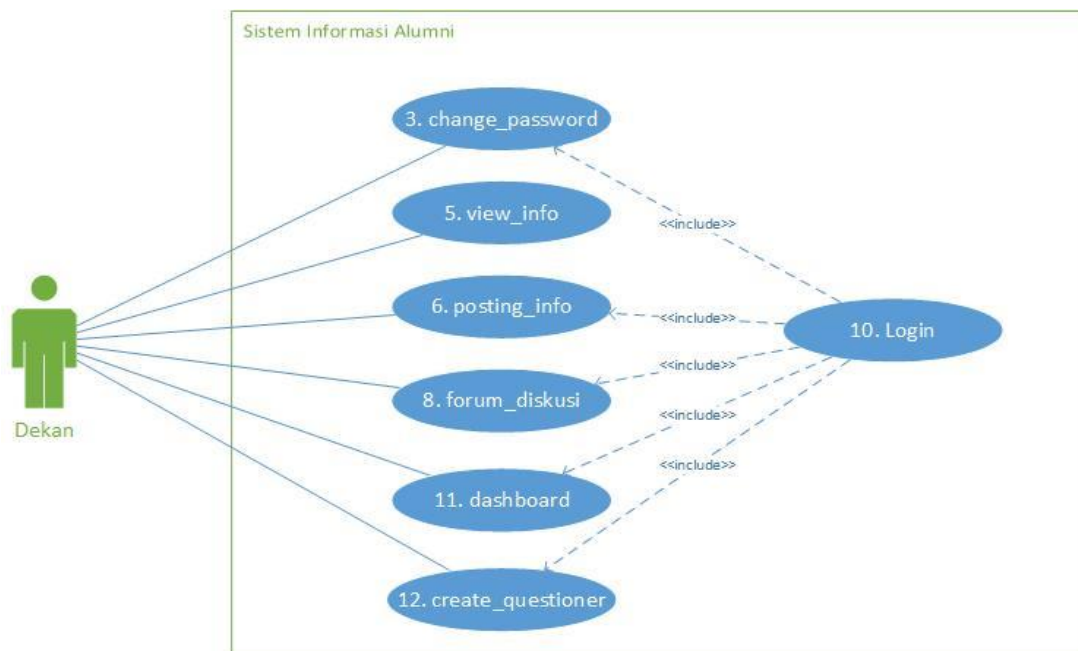 Sistem Informasi Alumni
3. change_password
5. view_info
<<include>>
6. posting_info
<<include>>
10. Login
<<include>>
8. forum_diskusi
Dekan
<<include>>
<<include>>
11. dashboard
12. create_questioner